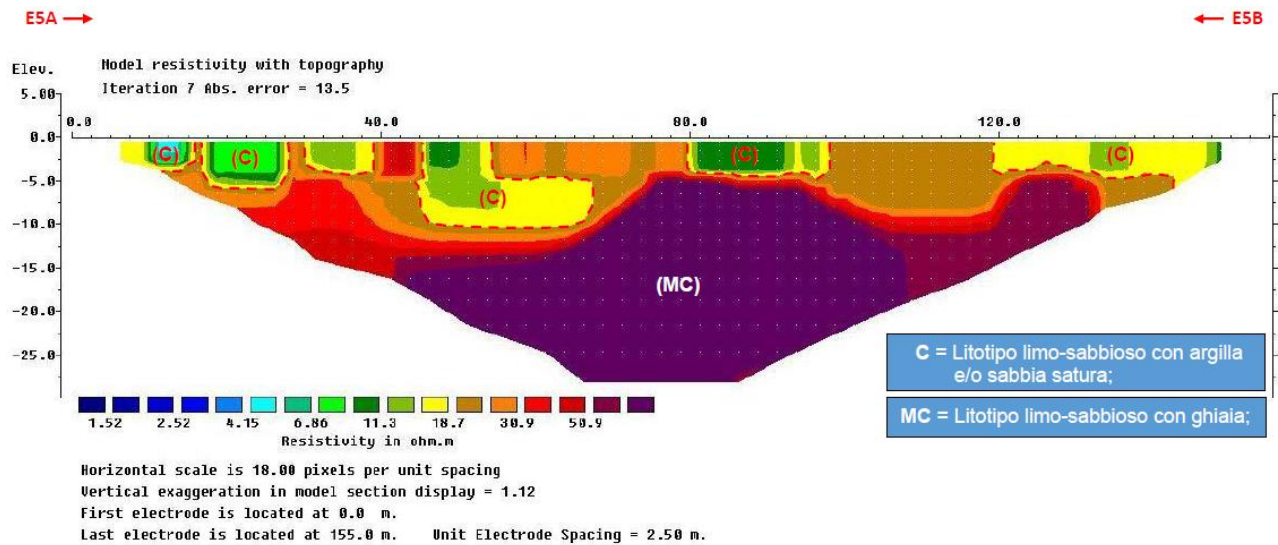 E5A → ← E5B
Model resistivity with topography
Elev.
Iteration 7 Abs. error = 13.5
5.00
0.0 40.0 80.0 120.0
0.0
(C) (C) (C) (C)
-5.00
(C)
-10.0
-15.0
(MC)
-20.0
-25.0
C = Litotipo limo-sabbioso con argilla
e/o sabbia satura;
MC = Litotipo limo-sabbioso con ghiaia;
1.52 2.52 4.15 6.86 11.3 18.7 30.9 50.9
Resistivity in ohm.m
Horizontal scale is 18.00 pixels per unit spacing
Vertical exaggeration in model section display = 1.12
First electrode is located at 0.0 m.
Last electrode is located at 155.0 m. Unit Electrode Spacing = 2.50 m.